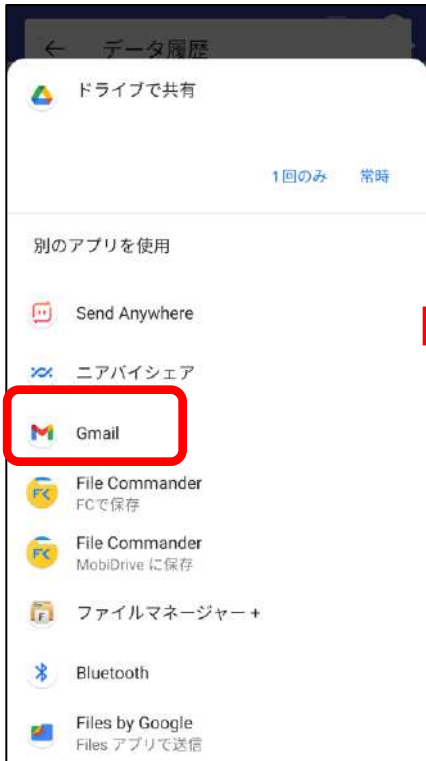 データ履歴
ドライブで共有
1回のみ 常時
別のアプリを使用
Send Anywhere
ニアバイシェア
Gmail
File Commander
FCで保存
File Commander
MobiDrive に保存
ファイルマネージャー +
Bluetooth
Files by Google
Files アプリで送信